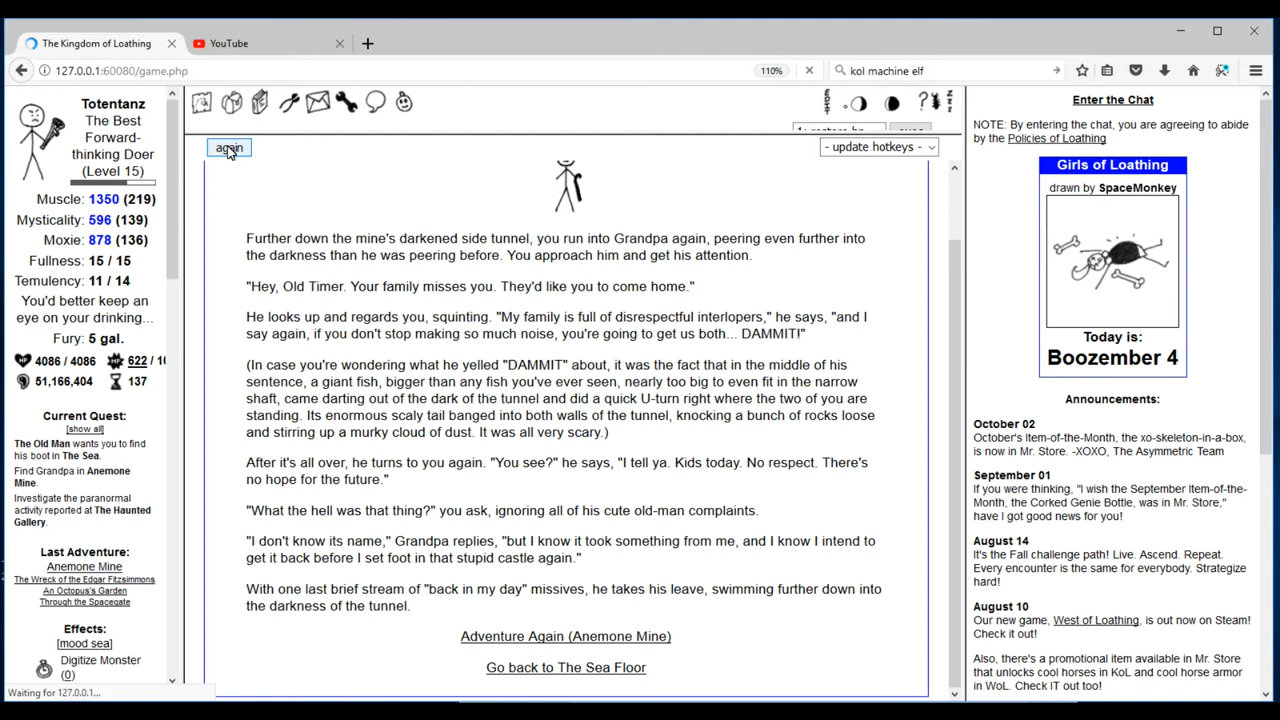 The Kingdom of Loathing
YouTube
127.0.0.1:60080/game.php
110%
kol machine elf
Totentanz
The Best
Forward-
thinking Doer
(Level 15)
Muscle: 1350 (219)
Mysticality: 596 (139)
Moxie: 878 (136)
Fullness: 15 / 15
Temulency: 11 / 14
You'd better keep an
eye on your drinking...
Fury: 5 gal.
4086 / 4086
622 / 1
51,166,404
137
Current Quest:
[show all]
The Old Man wants you to find
his boot in The Sea.
Find Grandpa in Anemone
Mine.
Investigate the paranormal
activity reported at The Haunted
Gallery.
Last Adventure:
Anemone Mine
The Wreck of the Edgar Fitzsimmons
An Octopus's Garden
Through the Spacegate
Effects:
[mood sea]
Digitize Monster
(0)
Waiting for 127.0.0.1...
again
- update hotkeys -
Further down the mine's darkened side tunnel, you run into Grandpa again, peering even further into
the darkness than he was peering before. You approach him and get his attention.
"Hey, Old Timer. Your family misses you. They'd like you to come home."
He looks up and regards you, squinting. "My family is full of disrespectful interlopers," he says, "and I
say again, if you don't stop making so much noise, you're going to get us both... DAMMIT!"
(In case you're wondering what he yelled "DAMMIT" about, it was the fact that in the middle of his
sentence, a giant fish, bigger than any fish you've ever seen, nearly too big to even fit in the narrow
shaft, came darting out of the dark of the tunnel and did a quick U-turn right where the two of you are
standing. Its enormous scaly tail banged into both walls of the tunnel, knocking a bunch of rocks loose
and stirring up a murky cloud of dust. It was all very scary.)
After it's all over, he turns to you again. "You see?" he says, "I tell ya. Kids today. No respect. There's
no hope for the future."
"What the hell was that thing?" you ask, ignoring all of his cute old-man complaints.
"I don't know its name," Grandpa replies, "but I know it took something from me, and I know I intend to
get it back before I set foot in that stupid castle again."
With one last brief stream of "back in my day" missives, he takes his leave, swimming further down into
the darkness of the tunnel.
Adventure Again (Anemone Mine)
Go back to The Sea Floor
Enter the Chat
NOTE: By entering the chat, you are agreeing to abide
by the Policies of Loathing
Girls of Loathing
drawn by SpaceMonkey
Today is:
Boozember 4
Announcements:
October 02
October's Item-of-the-Month, the xo-skeleton-in-a-box,
is now in Mr. Store. -XOXO, The Asymmetric Team
September 01
If you were thinking, "I wish the September Item-of-the-
Month, the Corked Genie Bottle, was in Mr. Store,"
have I got good news for you!
August 14
It's the Fall challenge path! Live. Ascend. Repeat.
Every encounter is the same for everybody. Strategize
hard!
August 10
Our new game, West of Loathing, is out now on Steam!
Check it out!
Also, there's a promotional item available in Mr. Store
that unlocks cool horses in KoL and cool horse armor
in WoL. Check IT out too!